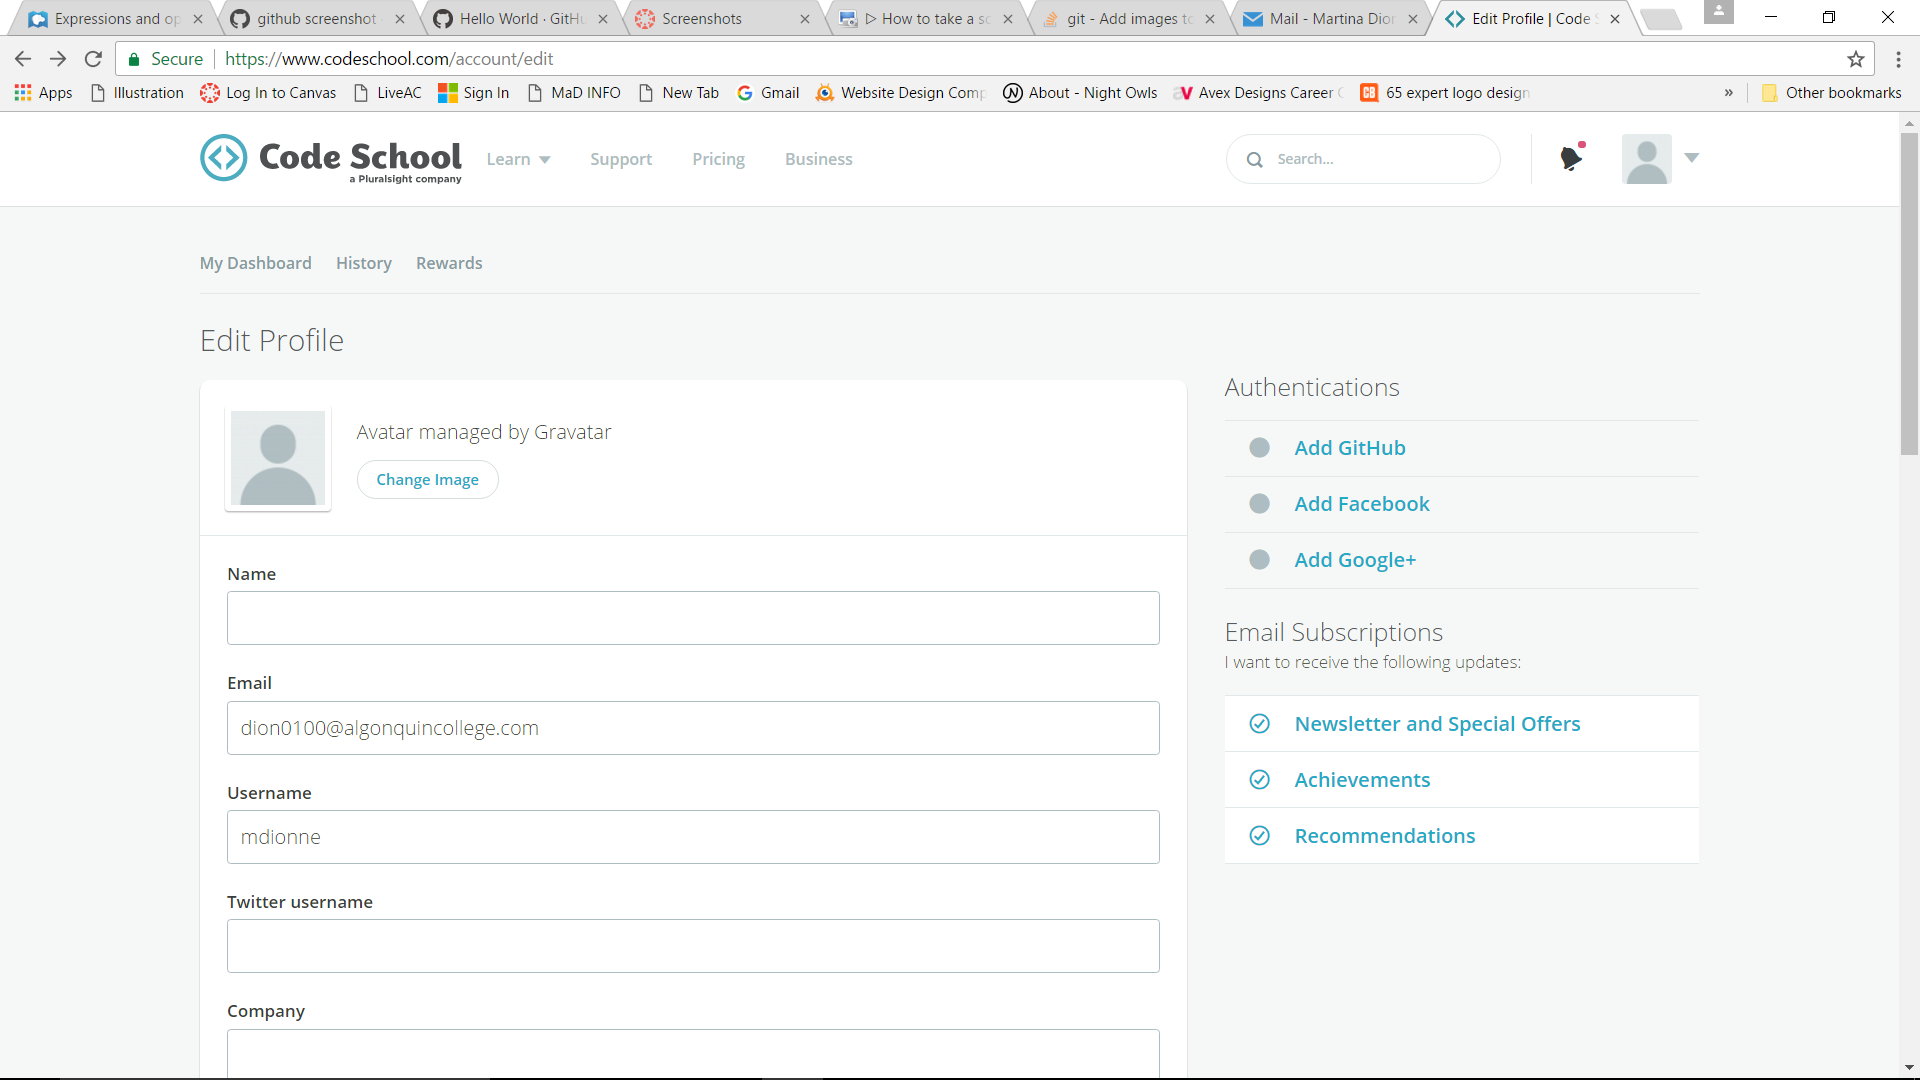 Expressions and op
github screenshot
Hello World · GitHu
Screenshots
How to take a sc
git - Add images to
Mail - Martina Dion
Edit Profile | Code S
Secure
https://www.codeschool.com/account/edit
Apps
Illustration
Log In to Canvas
LiveAC
Sign In
MaD INFO
New Tab
Gmail
Website Design Comp
About - Night Owls
Avex Designs Career
65 expert logo design
»
Other bookmarks
Code School
a Pluralsight company
Learn
Support
Pricing
Business
Search...
My Dashboard
History
Rewards
Edit Profile
Avatar managed by Gravatar
Change Image
Name
Email
dion0100@algonquincollege.com
Username
mdionne
Twitter username
Company
Authentications
Add GitHub
Add Facebook
Add Google+
Email Subscriptions
I want to receive the following updates:
Newsletter and Special Offers
Achievements
Recommendations